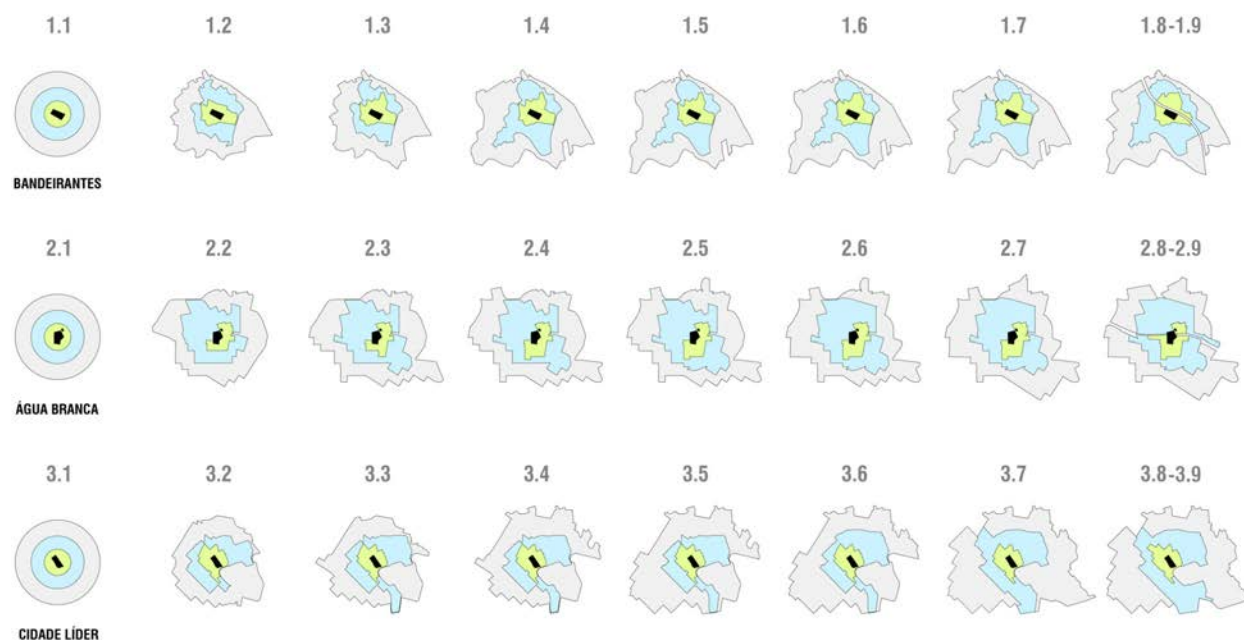 1.1 1.2 1.3 1.4 1.5 1.6 1.7 1.8-1.9
BANDEIRANTES
2.1 2.2 2.3 2.4 2.5 2.6 2.7 2.8-2.9
ÁGUA BRANCA
3.1 3.2 3.3 3.4 3.5 3.6 3.7 3.8-3.9
CIDADE LÍDER